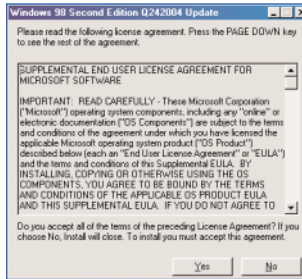 Windows 98 Second Edition Q242004 Update
Please read the following license agreement. Press the PAGE DOWN key
to see the rest of the agreement.
SUPPLEMENTAL END USER LICENSE AGREEMENT FOR
MICROSOFT SOFTWARE
IMPORTANT: READ CAREFULLY - These Microsoft Corporation
("Microsoft") operating system components, including any "online" or
electronic documentation ("OS Components") are subject to the terms
and conditions of the agreement under which you have licensed the
applicable Microsoft operating system product ("OS Product")
described below (each an "End User License Agreement" or "EULA")
and the terms and conditions of this Supplemental EULA. BY
INSTALLING, COPYING OR OTHERWISE USING THE OS
COMPONENTS, YOU AGREE TO BE BOUND BY THE TERMS
AND CONDITIONS OF THE APPLICABLE OS PRODUCT EULA
AND THIS SUPPLEMENTAL EULA. IF YOU DO NOT AGREE TO
Do you accept all of the terms of the preceding License Agreement? If you
choose No, Install will close. To install you must accept this agreement.
Yes No